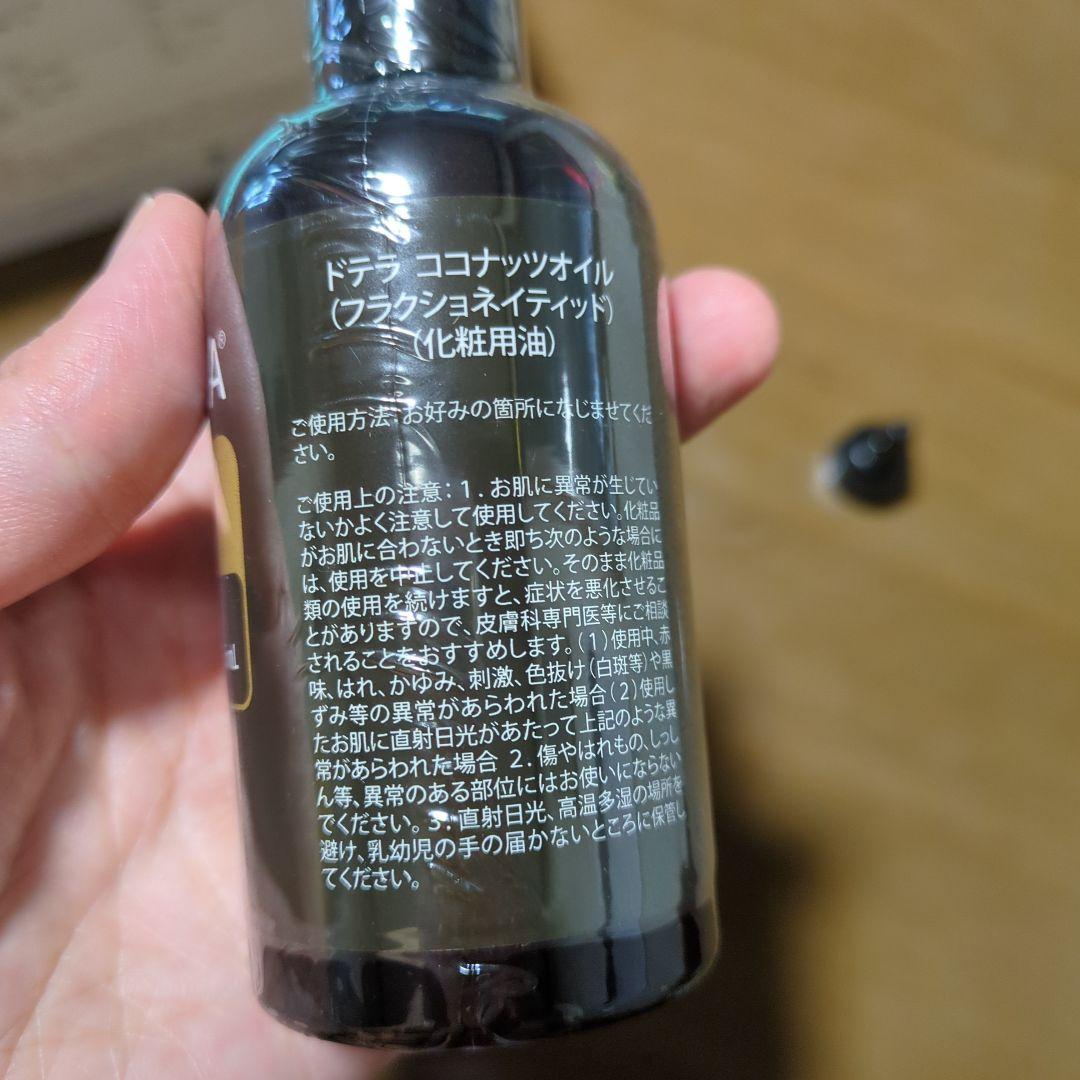 ドテラ ココナッツオイル
(フラクショネイティッド)
(化粧用油)
A®
ご使用方法:お好みの箇所になじませてくだ
さい。
ご使用上の注意:1.お肌に異常が生じてい
ないかよく注意して使用してください。化粧品
がお肌に合わないとき即ち次のような場合に
は、使用を中止してください。そのまま化粧品
類の使用を続けますと、症状を悪化させるこ
とがありますので、皮膚科専門医等にご相談
されることをおすすめします。(1)使用中、赤
味、はれ、かゆみ、刺激、色抜け(白斑等)や黒
ずみ等の異常があらわれた場合(2)使用し
たお肌に直射日光があたって上記のような異
常があらわれた場合 2.傷やはれもの、しっし
ん等、異常のある部位にはお使いにならない
でください。3.直射日光、高温多湿の場所を
避け、乳幼児の手の届かないところに保管し
てください。
mL